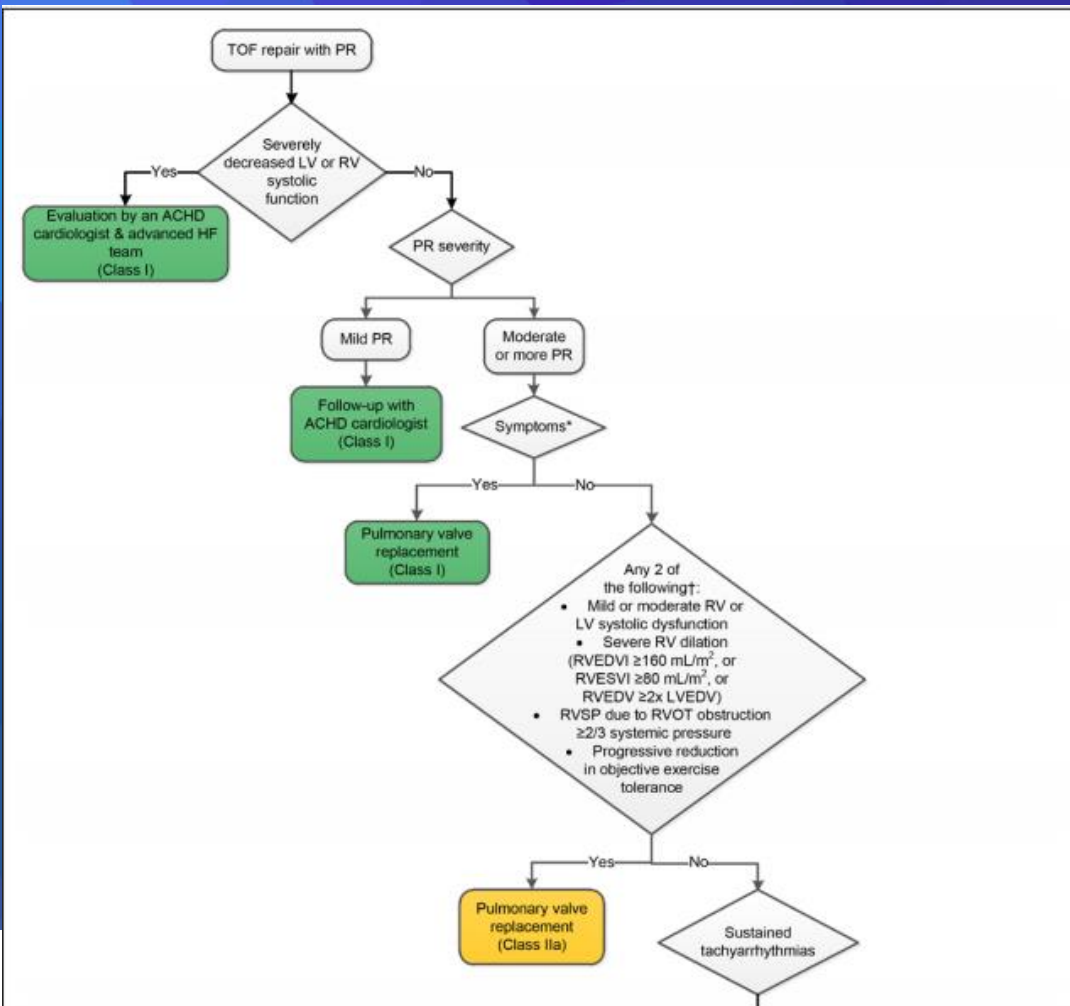 TOF repair with PR
Severely
decreased LV or RV
systolic
function
Yes
No
Evaluation by an ACHD
cardiologist & advanced HF
team
(Class I)
PR severity
Mild PR
Moderate
or more PR
Follow-up with
ACHD cardiologist
(Class I)
Symptoms*
Yes
No
Pulmonary valve
replacement
(Class I)
Any 2 of
the following†:
• Mild or moderate RV or
LV systolic dysfunction
• Severe RV dilation
(RVEDVI ≥160 mL/m², or
RVESVI ≥80 mL/m², or
RVEDV ≥2x LVEDV)
• RVSP due to RVOT obstruction
≥2/3 systemic pressure
• Progressive reduction
in objective exercise
tolerance
Yes
No
Pulmonary valve
replacement
(Class IIa)
Sustained
tachyarrhythmias